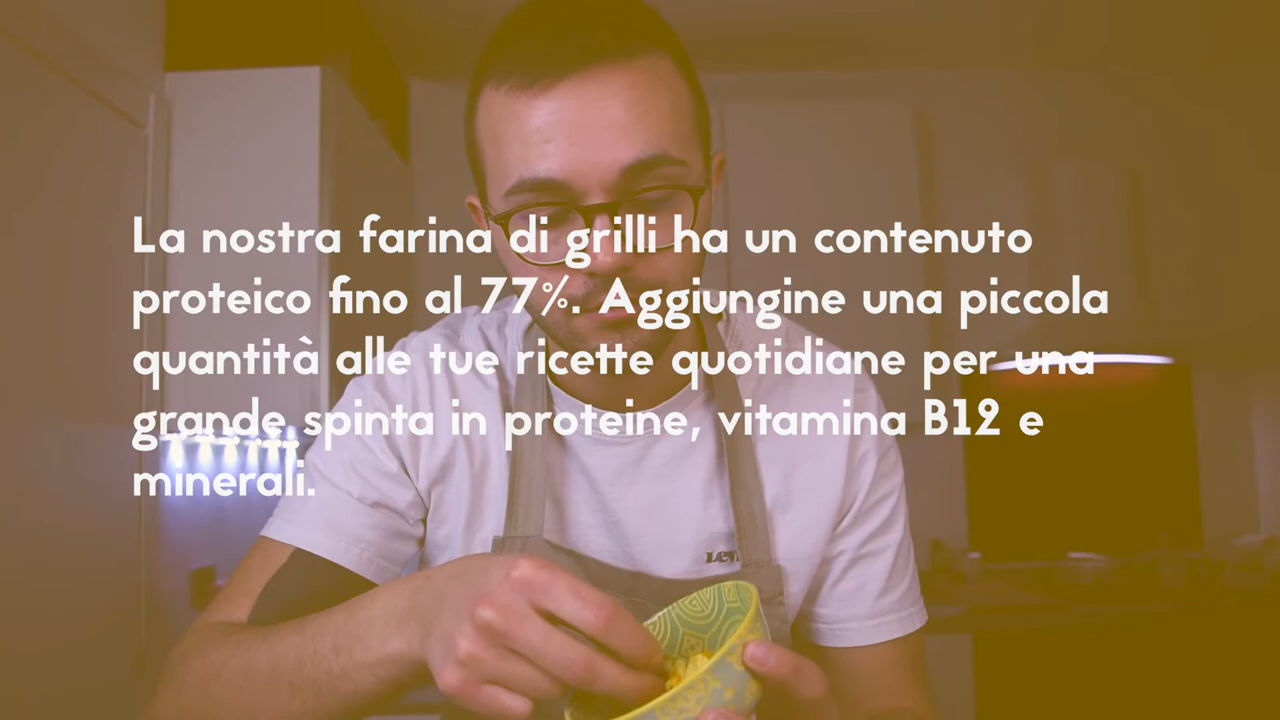 La nostra farina di grilli ha un contenuto
proteico fino al 77%. Aggiungine una piccola
quantità alle tue ricette quotidiane per una
grande spinta in proteine, vitamina B12 e
minerali.